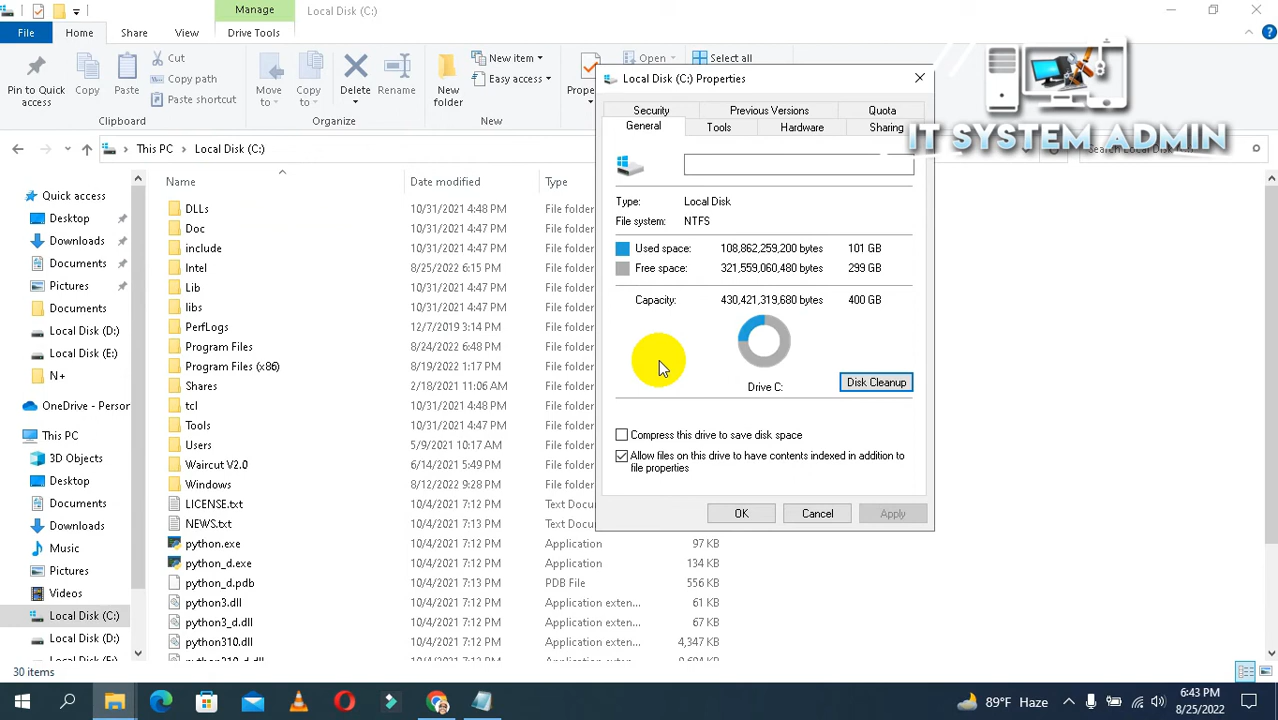 Manage
Local Disk (C:)
File
Home
Share
View
Drive Tools
Pin to Quick access
Copy
Paste
Cut
Copy path
Paste shortcut
Clipboard
Move to
Copy to
Delete
Rename
Organize
New folder
New item
Easy access
New
Open
Select all
IT SYSTEM ADMIN
This PC > Local Disk (C:)
Name
Date modified
Type
Quick access
Desktop
Downloads
Documents
Pictures
Documents
Local Disk (D:)
Local Disk (E:)
N+
OneDrive - Person
This PC
3D Objects
Desktop
Documents
Downloads
Music
Pictures
Videos
Local Disk (C:)
Local Disk (D:)
DLLs 10/31/2021 4:48 PM File folder
Doc 10/31/2021 4:47 PM File folder
include 10/31/2021 4:47 PM File folder
Intel 8/25/2022 6:15 PM File folder
Lib 10/31/2021 4:47 PM File folder
libs 10/31/2021 4:47 PM File folder
PerfLogs 12/7/2019 3:14 PM File folder
Program Files 8/24/2022 6:48 PM File folder
Program Files (x86) 8/19/2022 1:17 PM File folder
Shares 2/18/2021 11:06 AM File folder
tcl 10/31/2021 4:48 PM File folder
Tools 10/31/2021 4:48 PM File folder
Users 5/9/2021 10:17 AM File folder
Waircut V2.0 6/14/2021 5:49 PM File folder
Windows 8/12/2022 9:28 PM File folder
LICENSE.txt 10/4/2021 7:12 PM Text Docu
NEWS.txt 10/4/2021 7:13 PM Text Docu
python.exe 10/4/2021 7:12 PM Application 97 KB
python_d.exe 10/4/2021 7:12 PM Application 134 KB
python_d.pdb 10/4/2021 7:13 PM PDB File 556 KB
python3.dll 10/4/2021 7:12 PM Application exten... 61 KB
python3_d.dll 10/4/2021 7:12 PM Application exten... 67 KB
python310.dll 10/4/2021 7:12 PM Application exten... 4,347 KB
Local Disk (C:) Properties
Security
Previous Versions
Quota
General
Tools
Hardware
Sharing
Type: Local Disk
File system: NTFS
Used space: 108,862,259,200 bytes 101 GB
Free space: 321,559,060,480 bytes 299 GB
Capacity: 430,421,319,680 bytes 400 GB
Drive C:
Disk Cleanup
Compress this drive to save disk space
Allow files on this drive to have contents indexed in addition to
file properties
OK
Cancel
Apply
30 items
89°F Haze
6:43 PM
8/25/2022